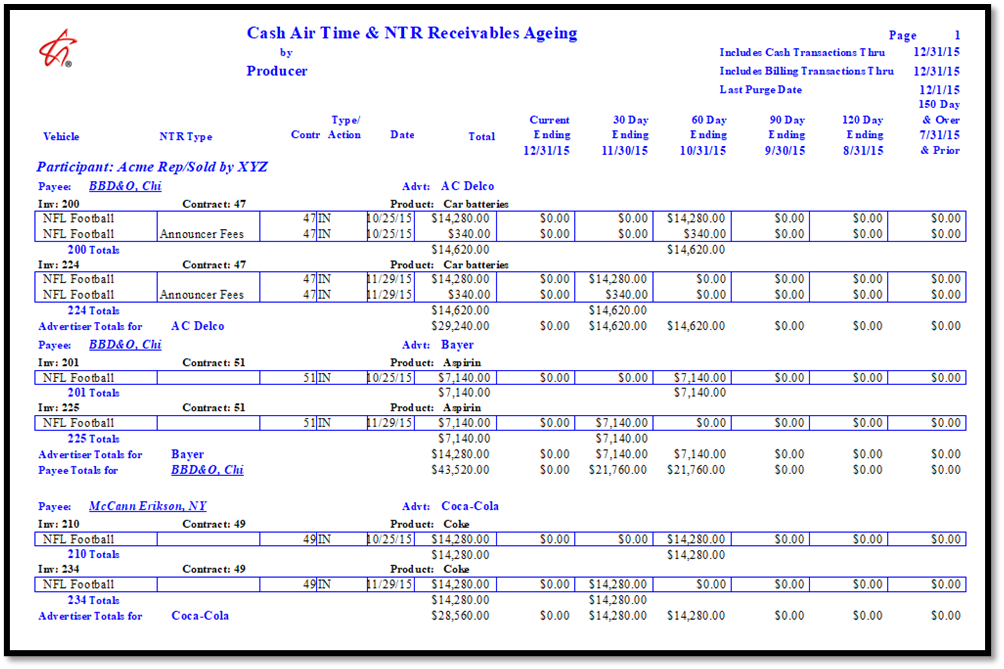 Cash Air Time & NTR Receivables Ageing Page 1
by Includes Cash Transactions Thru 12/31/15
Producer Includes Billing Transactions Thru 12/31/15
Last Purge Date 12/1/15
150 Day
Type/ Current 30 Day 60 Day 90 Day 120 Day & Over
Vehicle NTR Type Contr Action Date Total Ending Ending Ending Ending Ending 7/31/15
12/31/15 11/30/15 10/31/15 9/30/15 8/31/15 & Prior
Participant: Acme Rep/Sold by XYZ
Payee: BBD&O, Chi Advt: AC Delco
Inv: 200 Contract: 47 Product: Car batteries
NFL Football 47 IN 10/25/15 $14,280.00 $0.00 $0.00 $14,280.00 $0.00 $0.00 $0.00
NFL Football Announcer Fees 47 IN 10/25/15 $340.00 $0.00 $0.00 $340.00 $0.00 $0.00 $0.00
200 Totals $14,620.00 $14,620.00
Inv: 224 Contract: 47 Product: Car batteries
NFL Football 47 IN 11/29/15 $14,280.00 $0.00 $14,280.00 $0.00 $0.00 $0.00 $0.00
NFL Football Announcer Fees 47 IN 11/29/15 $340.00 $0.00 $340.00 $0.00 $0.00 $0.00 $0.00
224 Totals $14,620.00 $14,620.00
Advertiser Totals for AC Delco $29,240.00 $0.00 $14,620.00 $14,620.00 $0.00 $0.00 $0.00
Payee: BBD&O, Chi Advt: Bayer
Inv: 201 Contract: 51 Product: Aspirin
NFL Football 51 IN 10/25/15 $7,140.00 $0.00 $0.00 $7,140.00 $0.00 $0.00 $0.00
201 Totals $7,140.00 $7,140.00
Inv: 225 Contract: 51 Product: Aspirin
NFL Football 51 IN 11/29/15 $7,140.00 $0.00 $7,140.00 $0.00 $0.00 $0.00 $0.00
225 Totals $7,140.00 $7,140.00
Advertiser Totals for Bayer $14,280.00 $0.00 $7,140.00 $7,140.00 $0.00 $0.00 $0.00
Payee Totals for BBD&O, Chi $43,520.00 $0.00 $21,760.00 $21,760.00 $0.00 $0.00 $0.00
Payee: McCann Erikson, NY Advt: Coca-Cola
Inv: 210 Contract: 49 Product: Coke
NFL Football 49 IN 10/25/15 $14,280.00 $0.00 $0.00 $14,280.00 $0.00 $0.00 $0.00
210 Totals $14,280.00 $14,280.00
Inv: 234 Contract: 49 Product: Coke
NFL Football 49 IN 11/29/15 $14,280.00 $0.00 $14,280.00 $0.00 $0.00 $0.00 $0.00
234 Totals $14,280.00 $14,280.00
Advertiser Totals for Coca-Cola $28,560.00 $0.00 $14,280.00 $14,280.00 $0.00 $0.00 $0.00